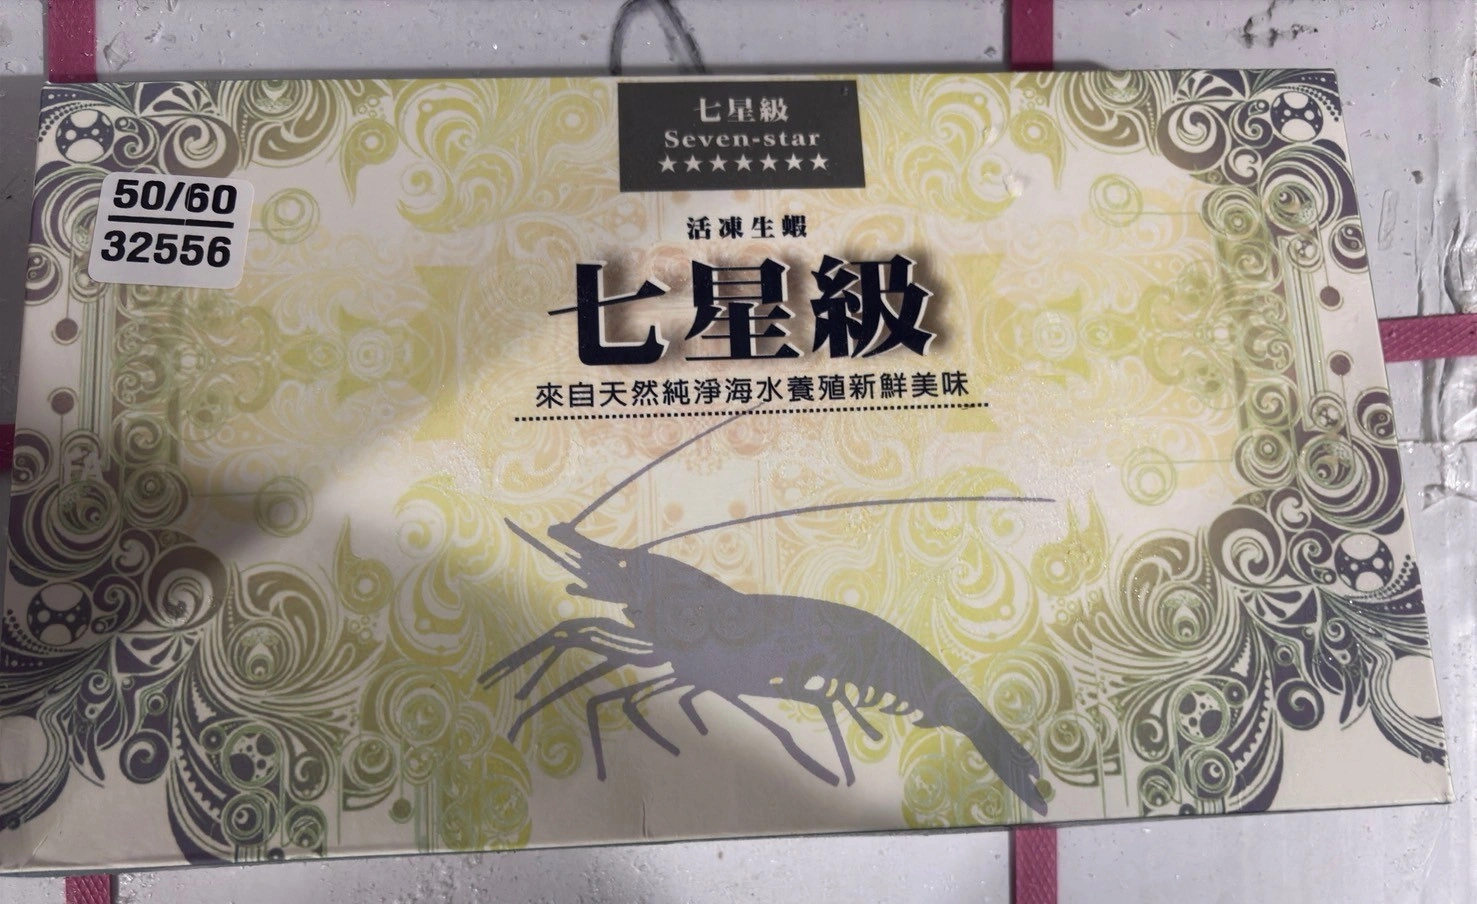 七星級
Seven-star
★★★★★★★
50/60
32556
活凍生蝦
七星級
來自天然純淨海水養殖新鮮美味